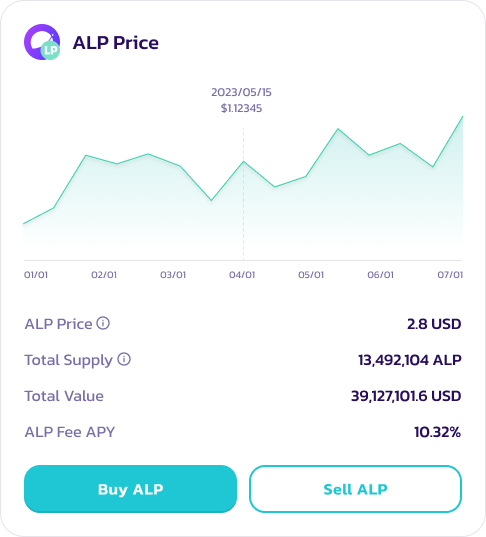 LP
ALP Price
2023/05/15
$1.12345
01/01 02/01 03/01 04/01 05/01 06/01 07/01
ALP Price 2.8 USD
Total Supply 13,492,104 ALP
Total Value 39,127,101.6 USD
ALP Fee APY 10.32%
Buy ALP Sell ALP